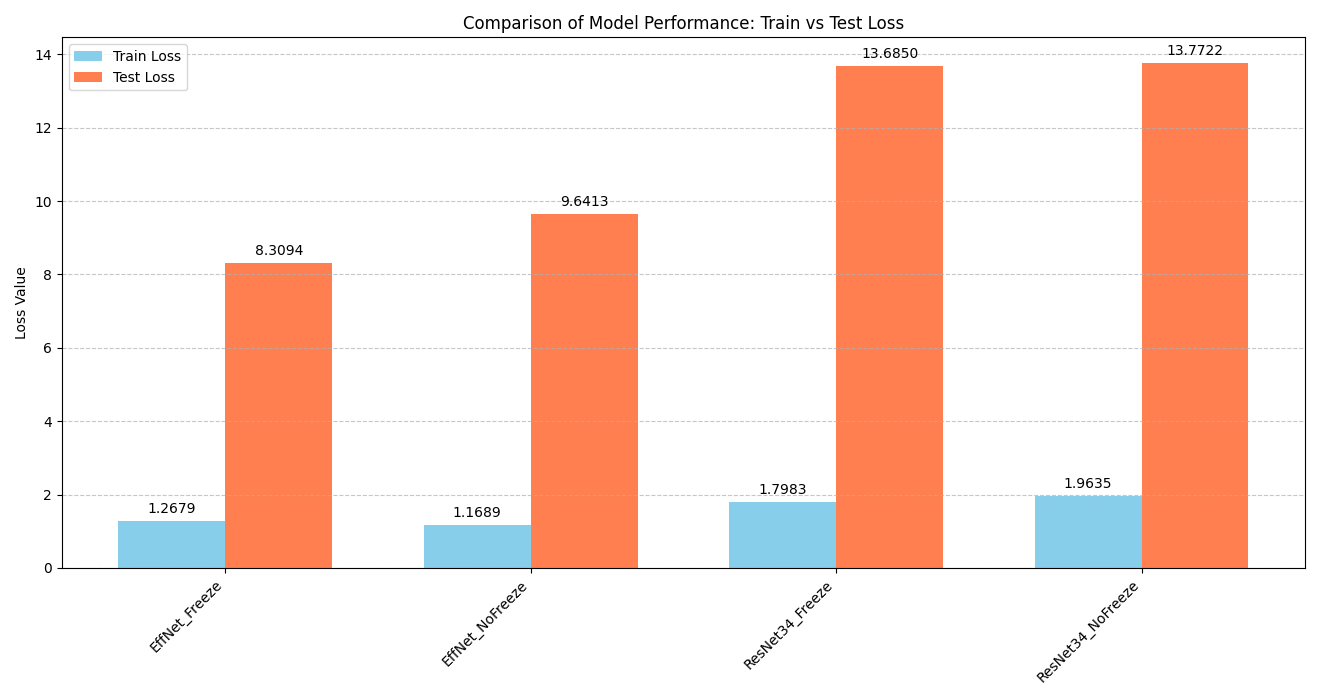 Comparison of Model Performance: Train vs Test Loss
Train Loss
Test Loss
Loss Value
14
12
10
8
6
4
2
0
1.2679
8.3094
1.1689
9.6413
1.7983
13.6850
1.9635
13.7722
EffNet_Freeze
EffNet_NoFreeze
ResNet34_Freeze
ResNet34_NoFreeze